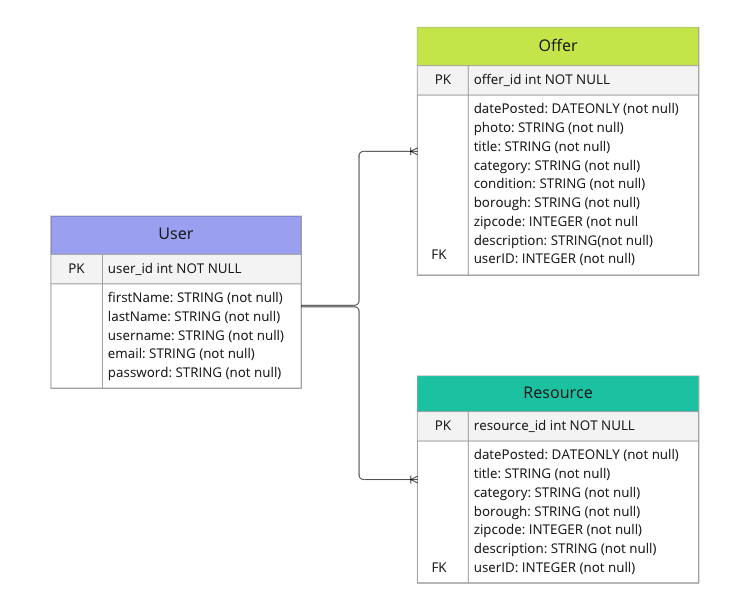 Offer
PK offer_id int NOT NULL
datePosted: DATEONLY (not null)
photo: STRING (not null)
title: STRING (not null)
category: STRING (not null)
condition: STRING (not null)
borough: STRING (not null)
zipcode: INTEGER (not null
description: STRING(not null)
FK userID: INTEGER (not null)
User
PK user_id int NOT NULL
firstName: STRING (not null)
lastName: STRING (not null)
username: STRING (not null)
email: STRING (not null)
password: STRING (not null)
Resource
PK resource_id int NOT NULL
datePosted: DATEONLY (not null)
title: STRING (not null)
category: STRING (not null)
borough: STRING (not null)
zipcode: INTEGER (not null)
description: STRING (not null)
FK userID: INTEGER (not null)